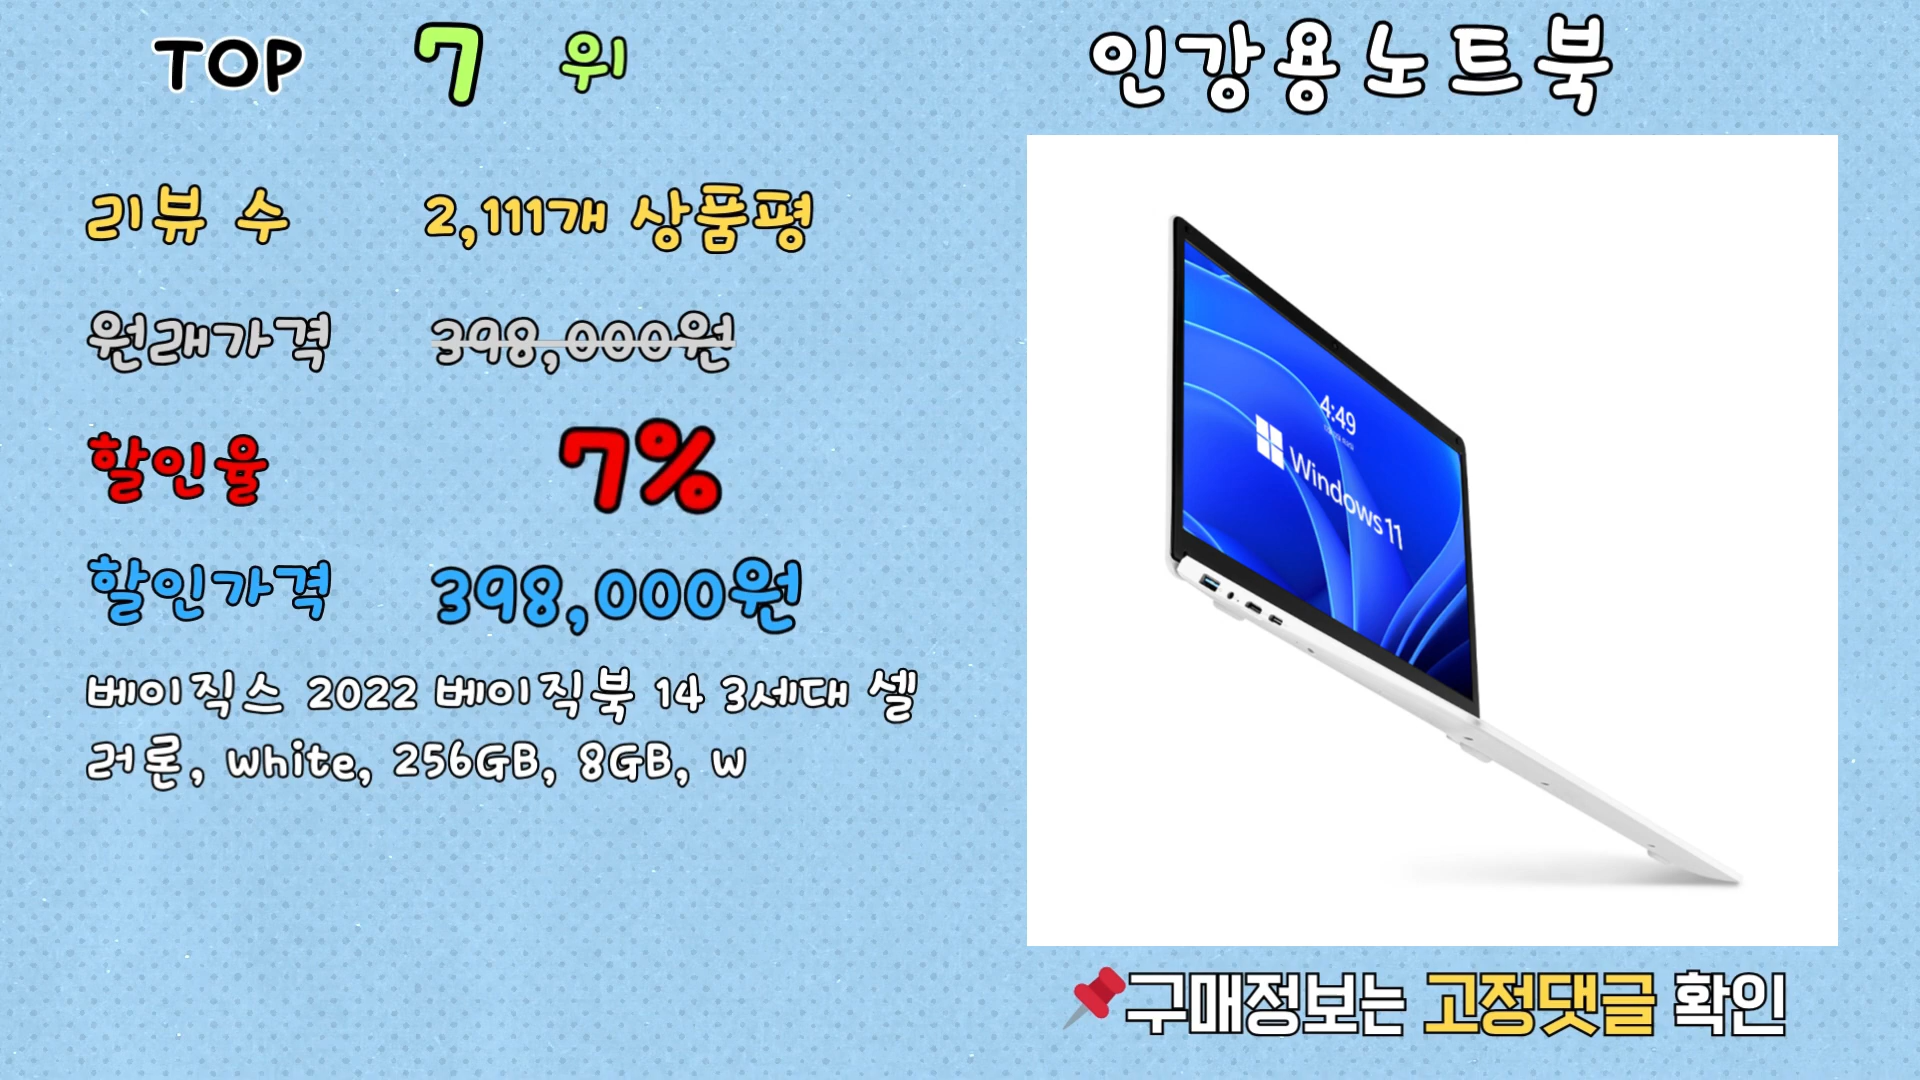 TOP 7 위
인강용노트북
리뷰 수 2,111개 상품평
원래가격 398,000원
할인율 7%
할인가격 398,000원
베이직스 2022 베이직북 14 3세대 셀
러론, white, 256GB, 8GB, w
4:49
Windows 11
📌구매정보는 고정댓글 확인